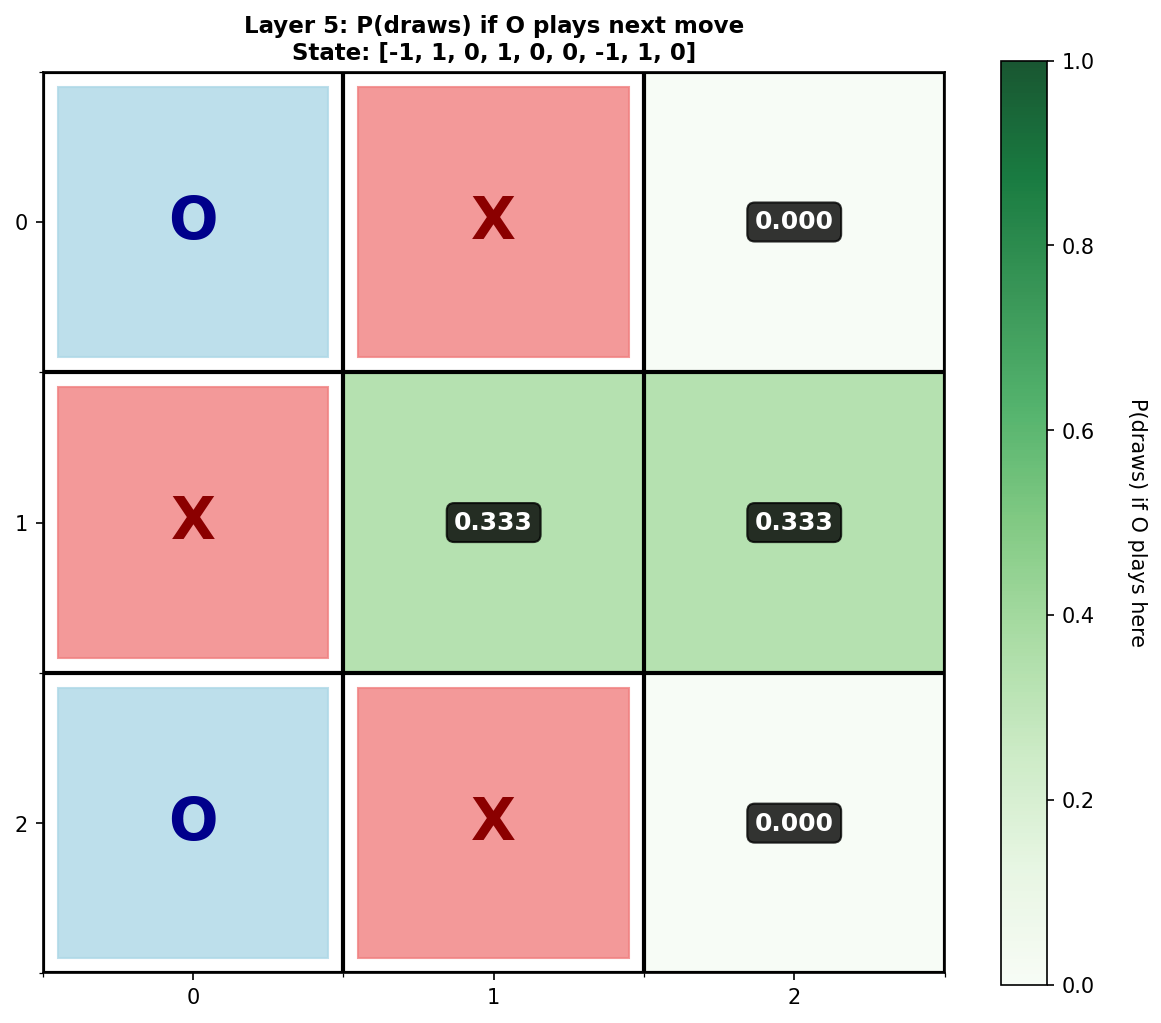 Layer 5: P(draws) if O plays next move
State: [-1, 1, 0, 1, 0, 0, -1, 1, 0]
0
O
X
0.000
1
X
0.333
0.333
2
O
X
0.000
0
1
2
1.0
0.8
0.6
0.4
0.2
0.0
P(draws) if O plays here